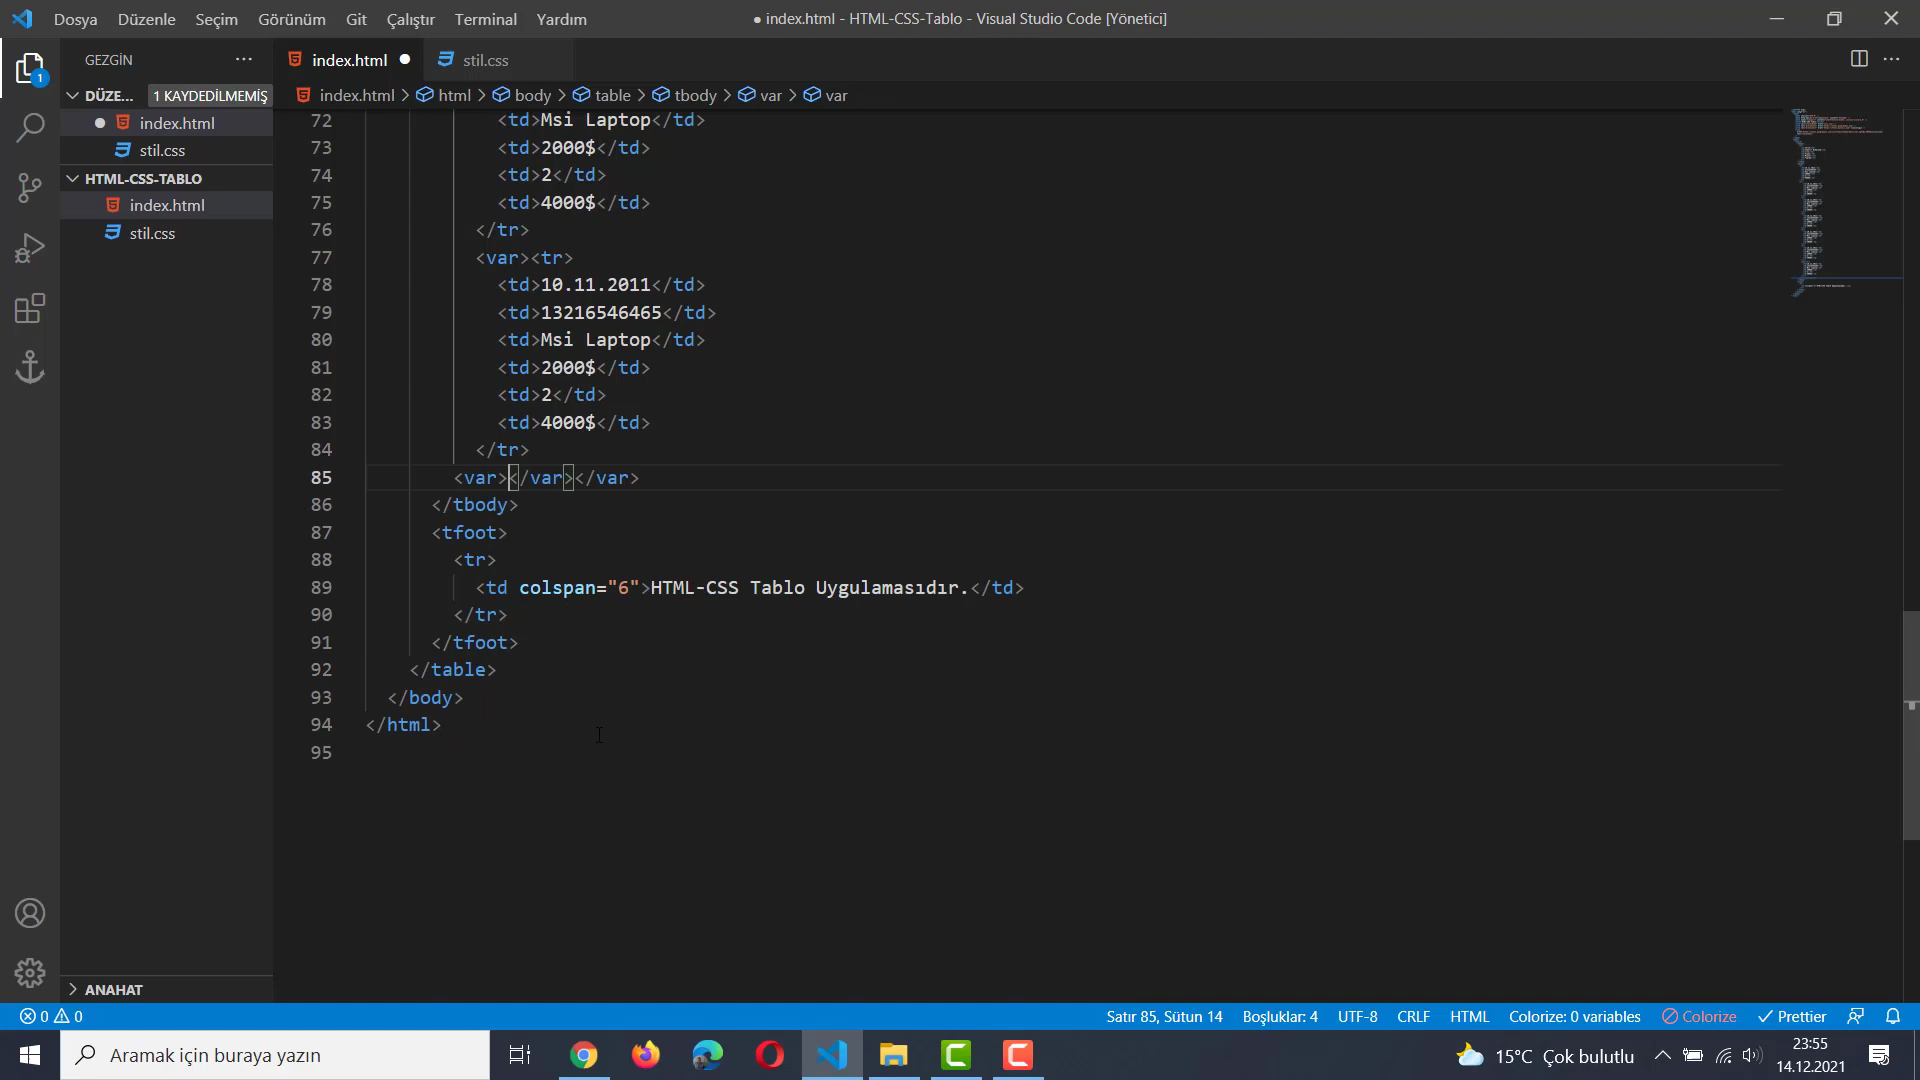 Dosya Düzenle Seçim Görünüm Git Çalıştır Terminal Yardım
● index.html - HTML-CSS-Tablo - Visual Studio Code [Yönetici]
GEZGİN
index.html
stil.css
DÜZE... 1 KAYDEDİLMEMİŞ
index.html
stil.css
HTML-CSS-TABLO
index.html
stil.css
ANAHAT
1
index.html > html > body > table > tbody > var > var
72 <td>Msi Laptop</td>
73 <td>2000$</td>
74 <td>2</td>
75 <td>4000$</td>
76 </tr>
77 <var><tr>
78 <td>10.11.2011</td>
79 <td>13216546465</td>
80 <td>Msi Laptop</td>
81 <td>2000$</td>
82 <td>2</td>
83 <td>4000$</td>
84 </tr>
85 <var></var></var>
86 </tbody>
87 <tfoot>
88 <tr>
89 <td colspan="6">HTML-CSS Tablo Uygulamasıdır.</td>
90 </tr>
91 </tfoot>
92 </table>
93 </body>
94 </html>
95
0 0
Satır 85, Sütun 14 Boşluklar: 4 UTF-8 CRLF HTML Colorize: 0 variables Colorize Prettier
Aramak için buraya yazın
15°C Çok bulutlu
23:55
14.12.2021